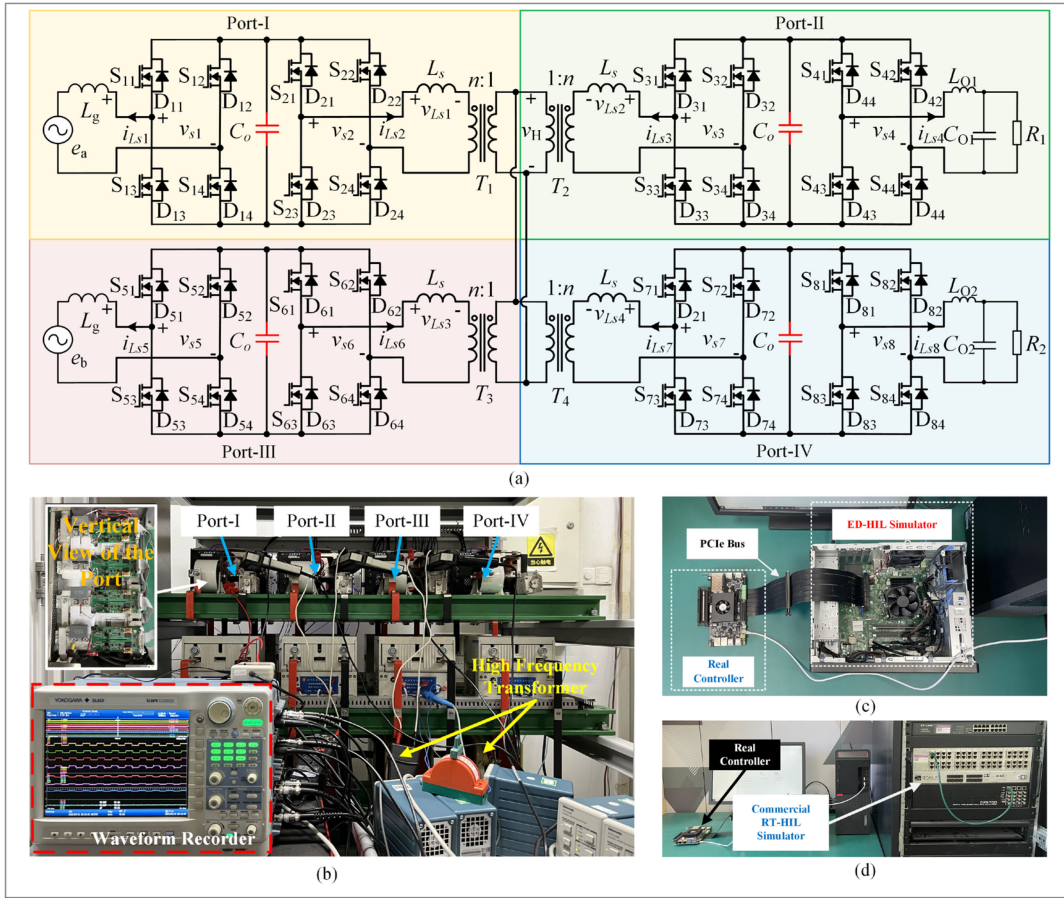 Port-I
Port-II
S11
S12
S21
S22
Ls
n:1
1:n
Ls
S31
S32
S41
S42
LO1
D11
D12
D21
D22
+ vLs1 -
- vLs2 +
D31
D32
D44
D42
Lg
+
iLs1
vs1
Co
+
vs2
iLs2
+
vH
-
iLs3
+
vs3
Co
+
vs4
iLs4
CO1
R1
ea
S13
S14
S23
S24
T1
T2
S33
S34
S43
S44
D13
D14
D23
D24
D33
D34
D43
D44
S51
S52
S61
S62
Ls
n:1
1:n
Ls
S71
S72
S81
S82
LO2
D51
D52
D61
D62
+ vLs3 -
- vLs4 +
D21
D72
D81
D82
Lg
+
iLs5
vs5
Co
+
vs6
iLs6
iLs7
+
vs7
Co
+
vs8
iLs8
CO2
R2
eb
S53
S54
S63
S64
T3
T4
S73
S74
S83
S84
D53
D54
D63
D64
D73
D74
D83
D84
Port-III
Port-IV
(a)
Vertical
View of the
Port
Port-I
Port-II
Port-III
Port-IV
当心触电
High Frequency
Transformer
YOKOGAWA
Waveform Recorder
(b)
ED-HIL Simulator
PCIe Bus
Real
Controller
(c)
Real
Controller
Commercial
RT-HIL
Simulator
(d)